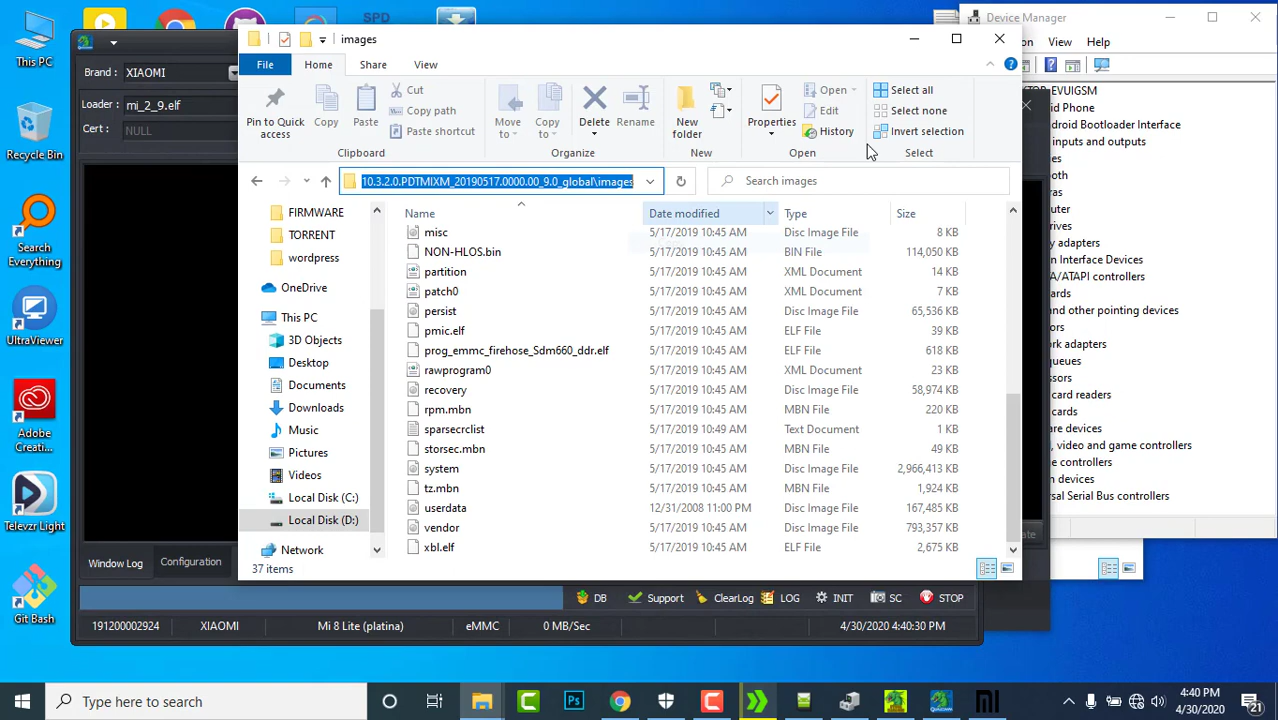 SPD
This PC
Recycle Bin
Search
Everything
UltraViewer
Adobe
Creati...
Televzr Light
Git Bash
images
File
Home
Share
View
Pin to Quick
access
Copy
Paste
Cut
Copy path
Paste shortcut
Clipboard
Move
to
Copy
to
Delete
Rename
Organize
New
folder
New
Properties
Open
Edit
History
Open
Select all
Select none
Invert selection
Select
10.3.2.0.PDTMIXM_20190517.0000.00_9.0_global\images
Search images
FIRMWARE
TORRENT
wordpress
OneDrive
This PC
3D Objects
Desktop
Documents
Downloads
Music
Pictures
Videos
Local Disk (C:)
Local Disk (D:)
Network
Name Date modified Type Size
misc 5/17/2019 10:45 AM Disc Image File 8 KB
NON-HLOS.bin 5/17/2019 10:45 AM BIN File 114,050 KB
partition 5/17/2019 10:45 AM XML Document 14 KB
patch0 5/17/2019 10:45 AM XML Document 7 KB
persist 5/17/2019 10:45 AM Disc Image File 65,536 KB
pmic.elf 5/17/2019 10:45 AM ELF File 39 KB
prog_emmc_firehose_Sdm660_ddr.elf 5/17/2019 10:45 AM ELF File 618 KB
rawprogram0 5/17/2019 10:45 AM XML Document 23 KB
recovery 5/17/2019 10:45 AM Disc Image File 58,974 KB
rpm.mbn 5/17/2019 10:45 AM MBN File 220 KB
sparsecrclist 5/17/2019 10:49 AM Text Document 1 KB
storsec.mbn 5/17/2019 10:45 AM MBN File 49 KB
system 5/17/2019 10:45 AM Disc Image File 2,966,413 KB
tz.mbn 5/17/2019 10:45 AM MBN File 1,924 KB
userdata 12/31/2008 11:00 PM Disc Image File 167,485 KB
vendor 5/17/2019 10:45 AM Disc Image File 793,357 KB
xbl.elf 5/17/2019 10:45 AM ELF File 2,675 KB
37 items
Brand : XIAOMI
Loader : mi_2_9.elf
Cert : NULL
Window Log
Configuration
DB
Support
ClearLog
LOG
INIT
SC
STOP
191200002924 XIAOMI Mi 8 Lite (platina) eMMC 0 MB/Sec 4/30/2020 4:40:30 PM
Device Manager
View
Help
Type here to search
4:40 PM
4/30/2020
21